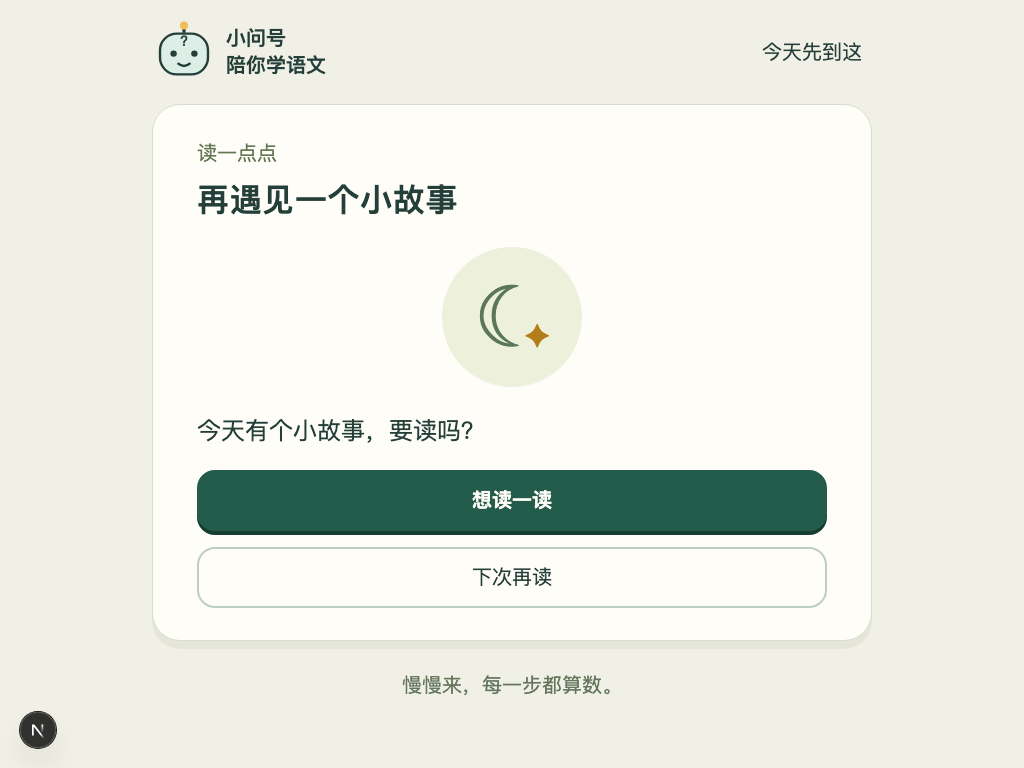 ?
小问号
陪你学语文
今天先到这
读一点点
再遇见一个小故事
今天有个小故事，要读吗？
想读一读
下次再读
慢慢来，每一步都算数。
N